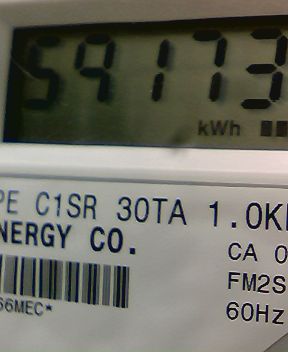 59173
kWh
PE C1SR 30TA 1.0K
NERGY CO.
CA 0
FM2S
66MEC*
60Hz